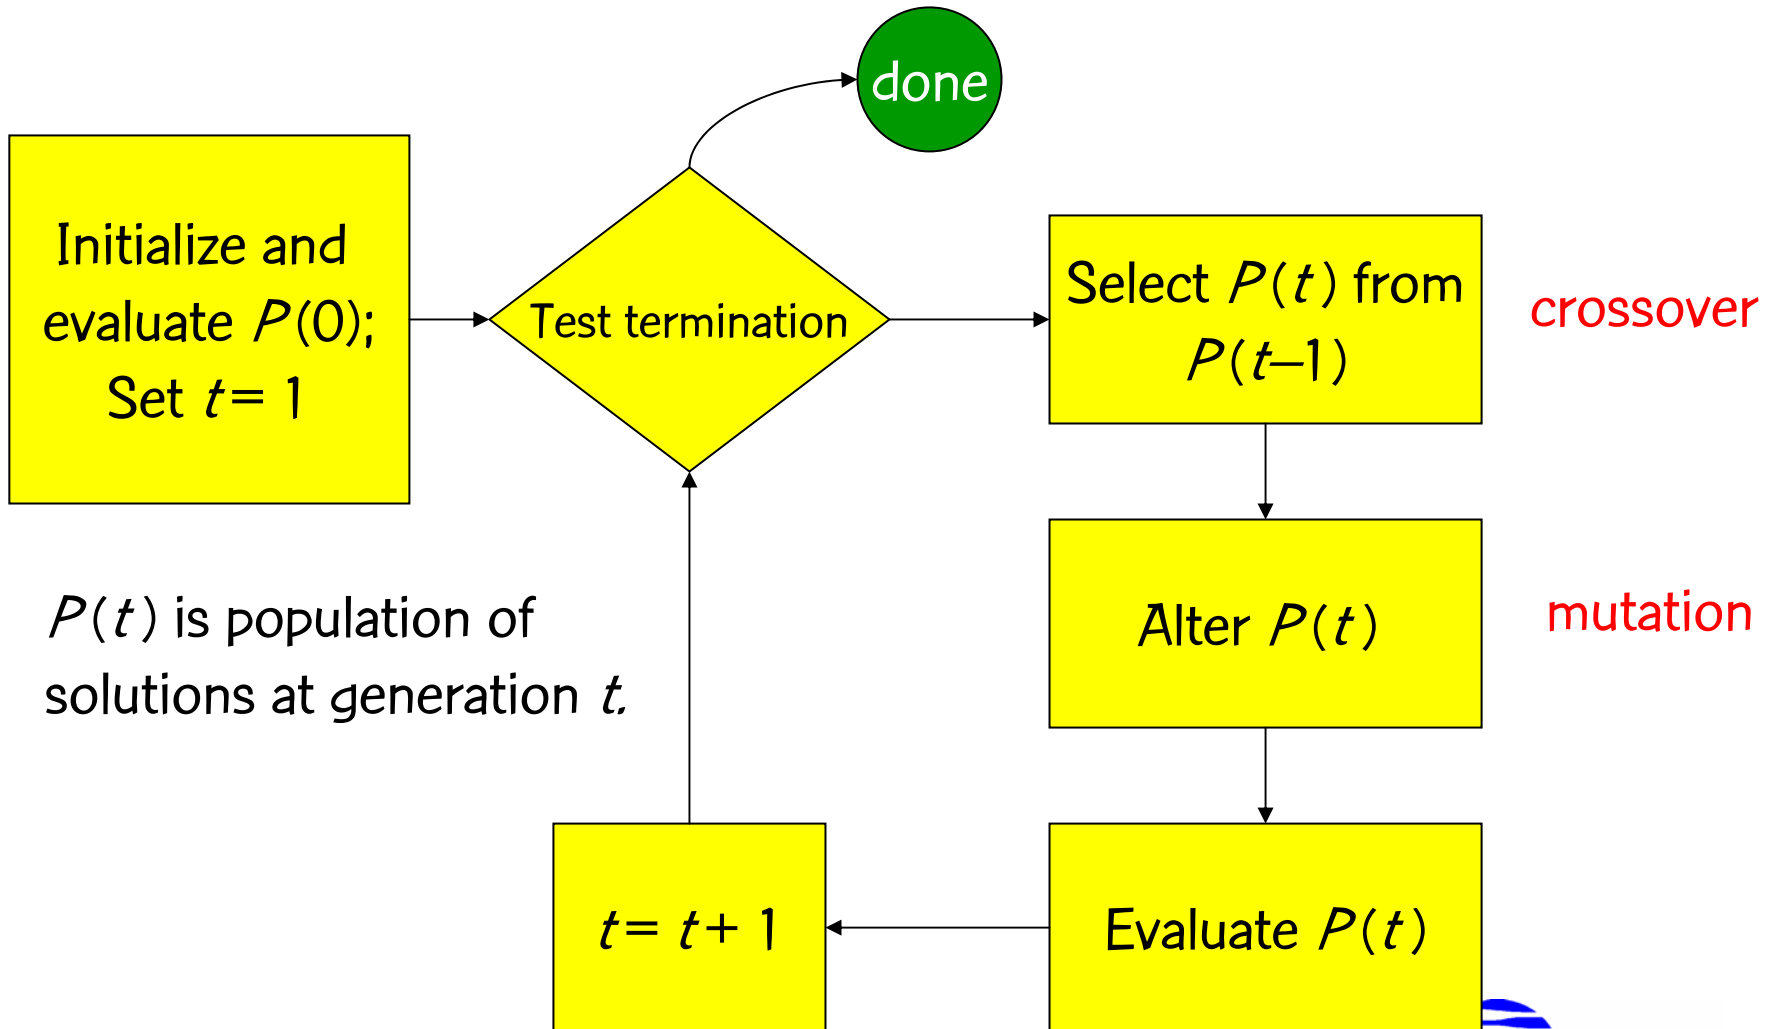 done
Initialize and
evaluate P(0);
Set t = 1
Test termination
Select P(t) from
P(t–1)
crossover
Alter P(t)
mutation
P(t) is population of
solutions at generation t.
t = t + 1
Evaluate P(t)